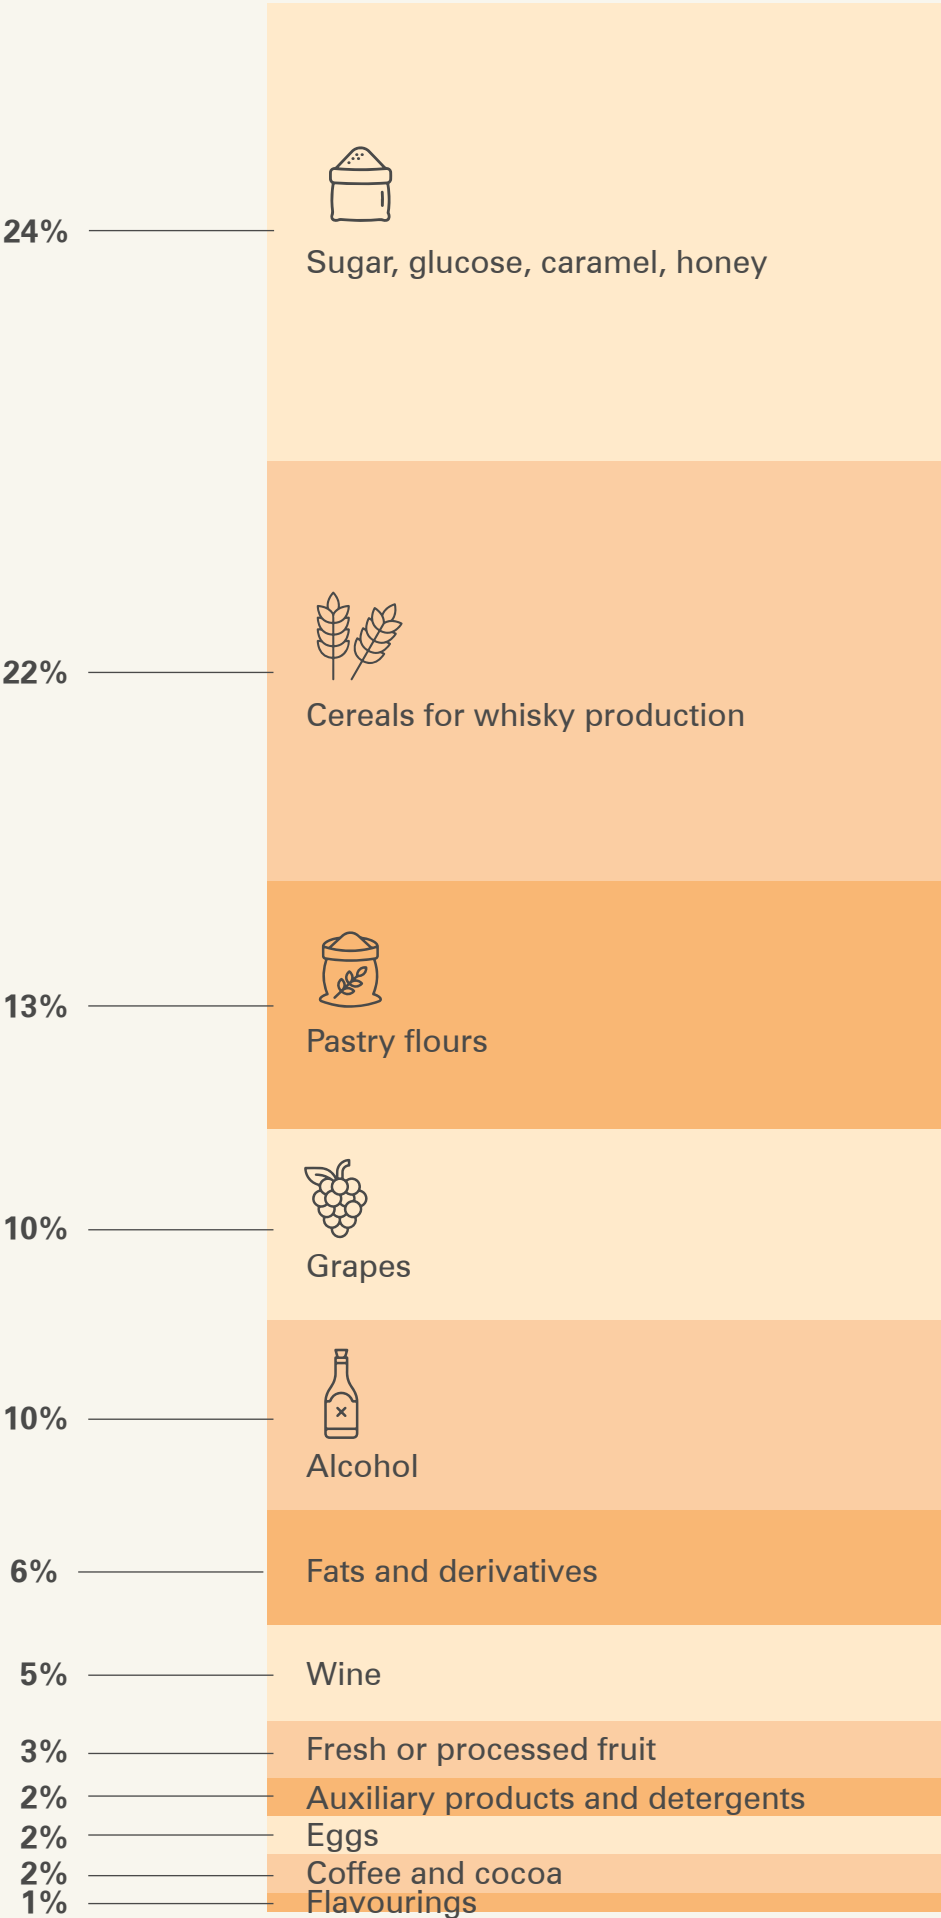 24%
Sugar, glucose, caramel, honey
22%
Cereals for whisky production
13%
Pastry flours
10%
Grapes
10%
Alcohol
6%
Fats and derivatives
5%
Wine
3%
Fresh or processed fruit
2%
Auxiliary products and detergents
2%
Eggs
2%
Coffee and cocoa
1%
Flavourings